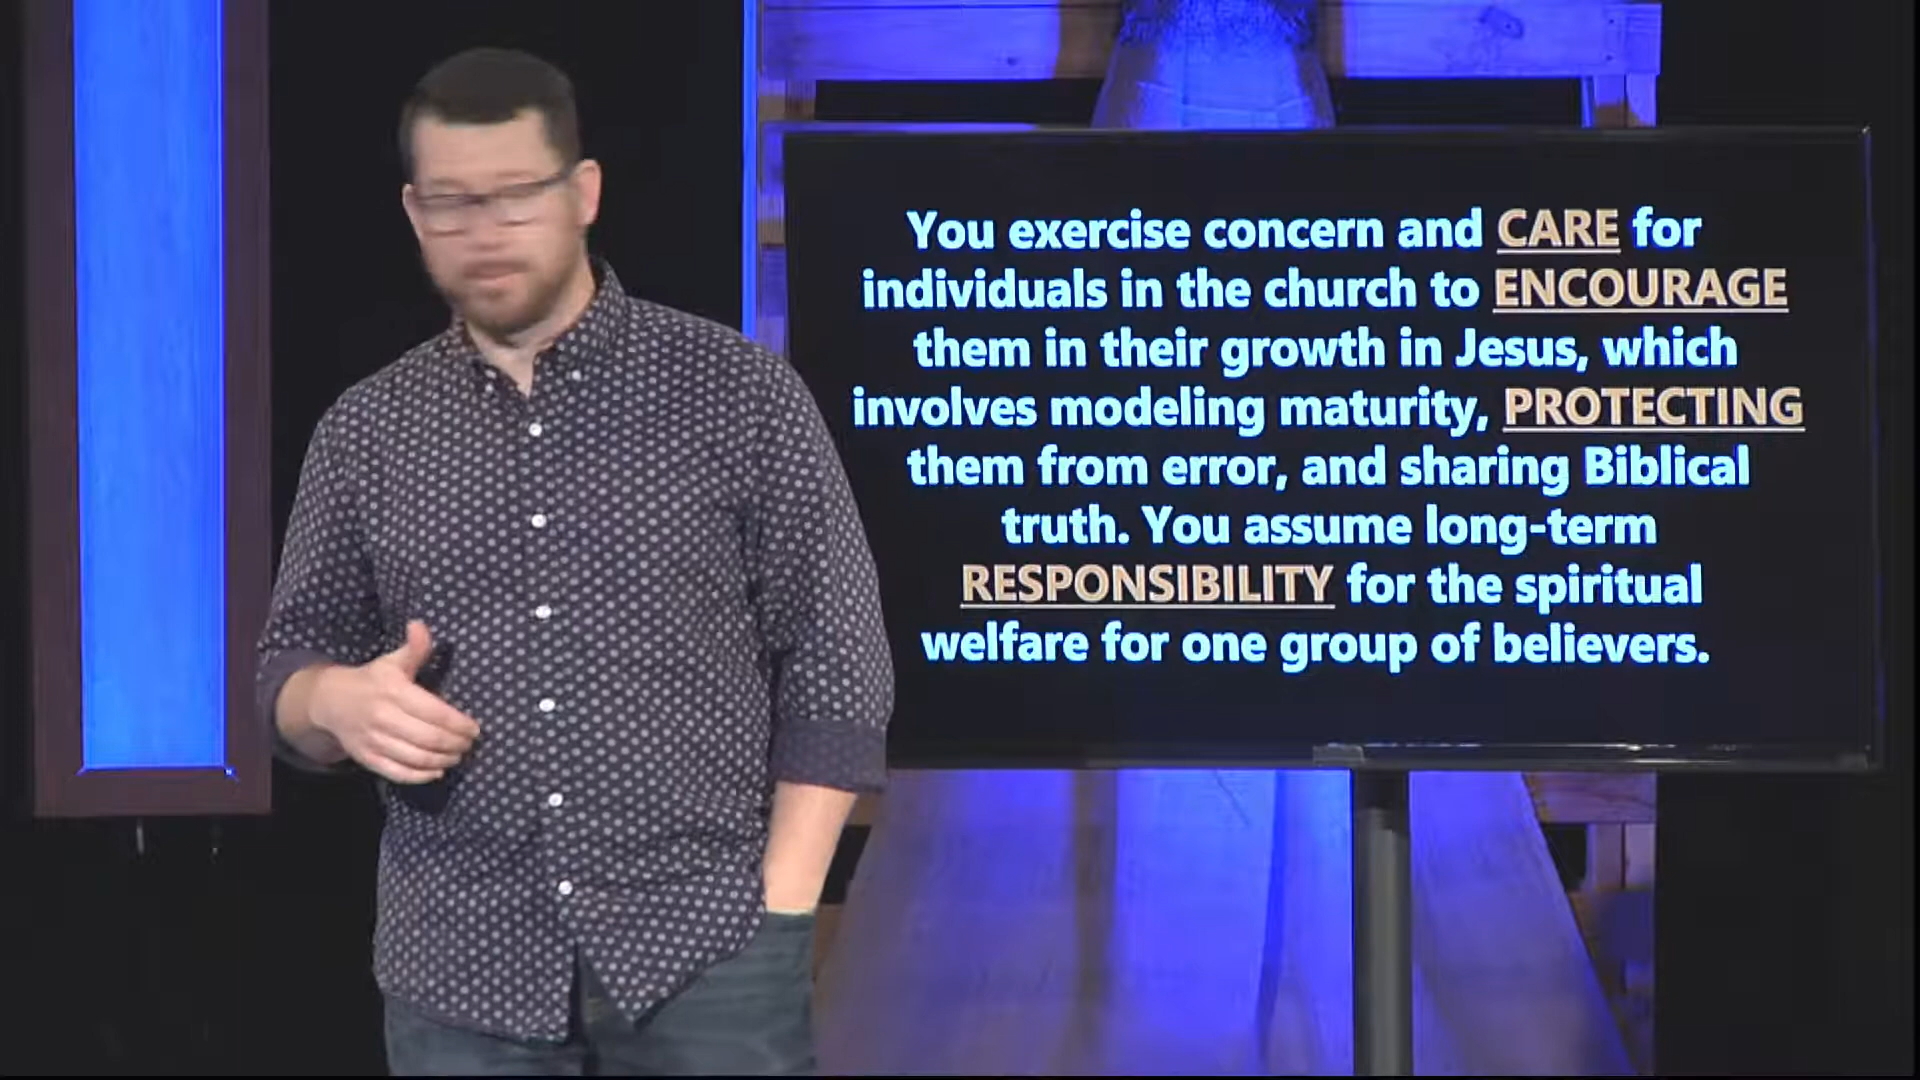 You exercise concern and CARE for
individuals in the church to ENCOURAGE
them in their growth in Jesus, which
involves modeling maturity, PROTECTING
them from error, and sharing Biblical
truth. You assume long-term
RESPONSIBILITY for the spiritual
welfare for one group of believers.